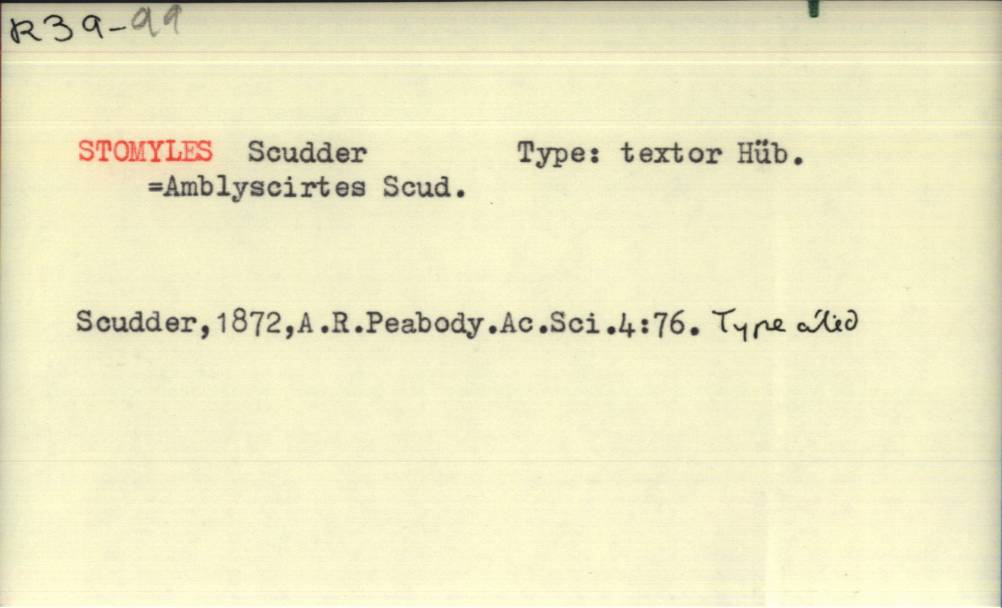 R39-99
STOMYLES Scudder Type: textor Hüb.
=Amblyscirtes Scud.
Scudder,1872,A.R.Peabody.Ac.Sci.4:76. Type cited